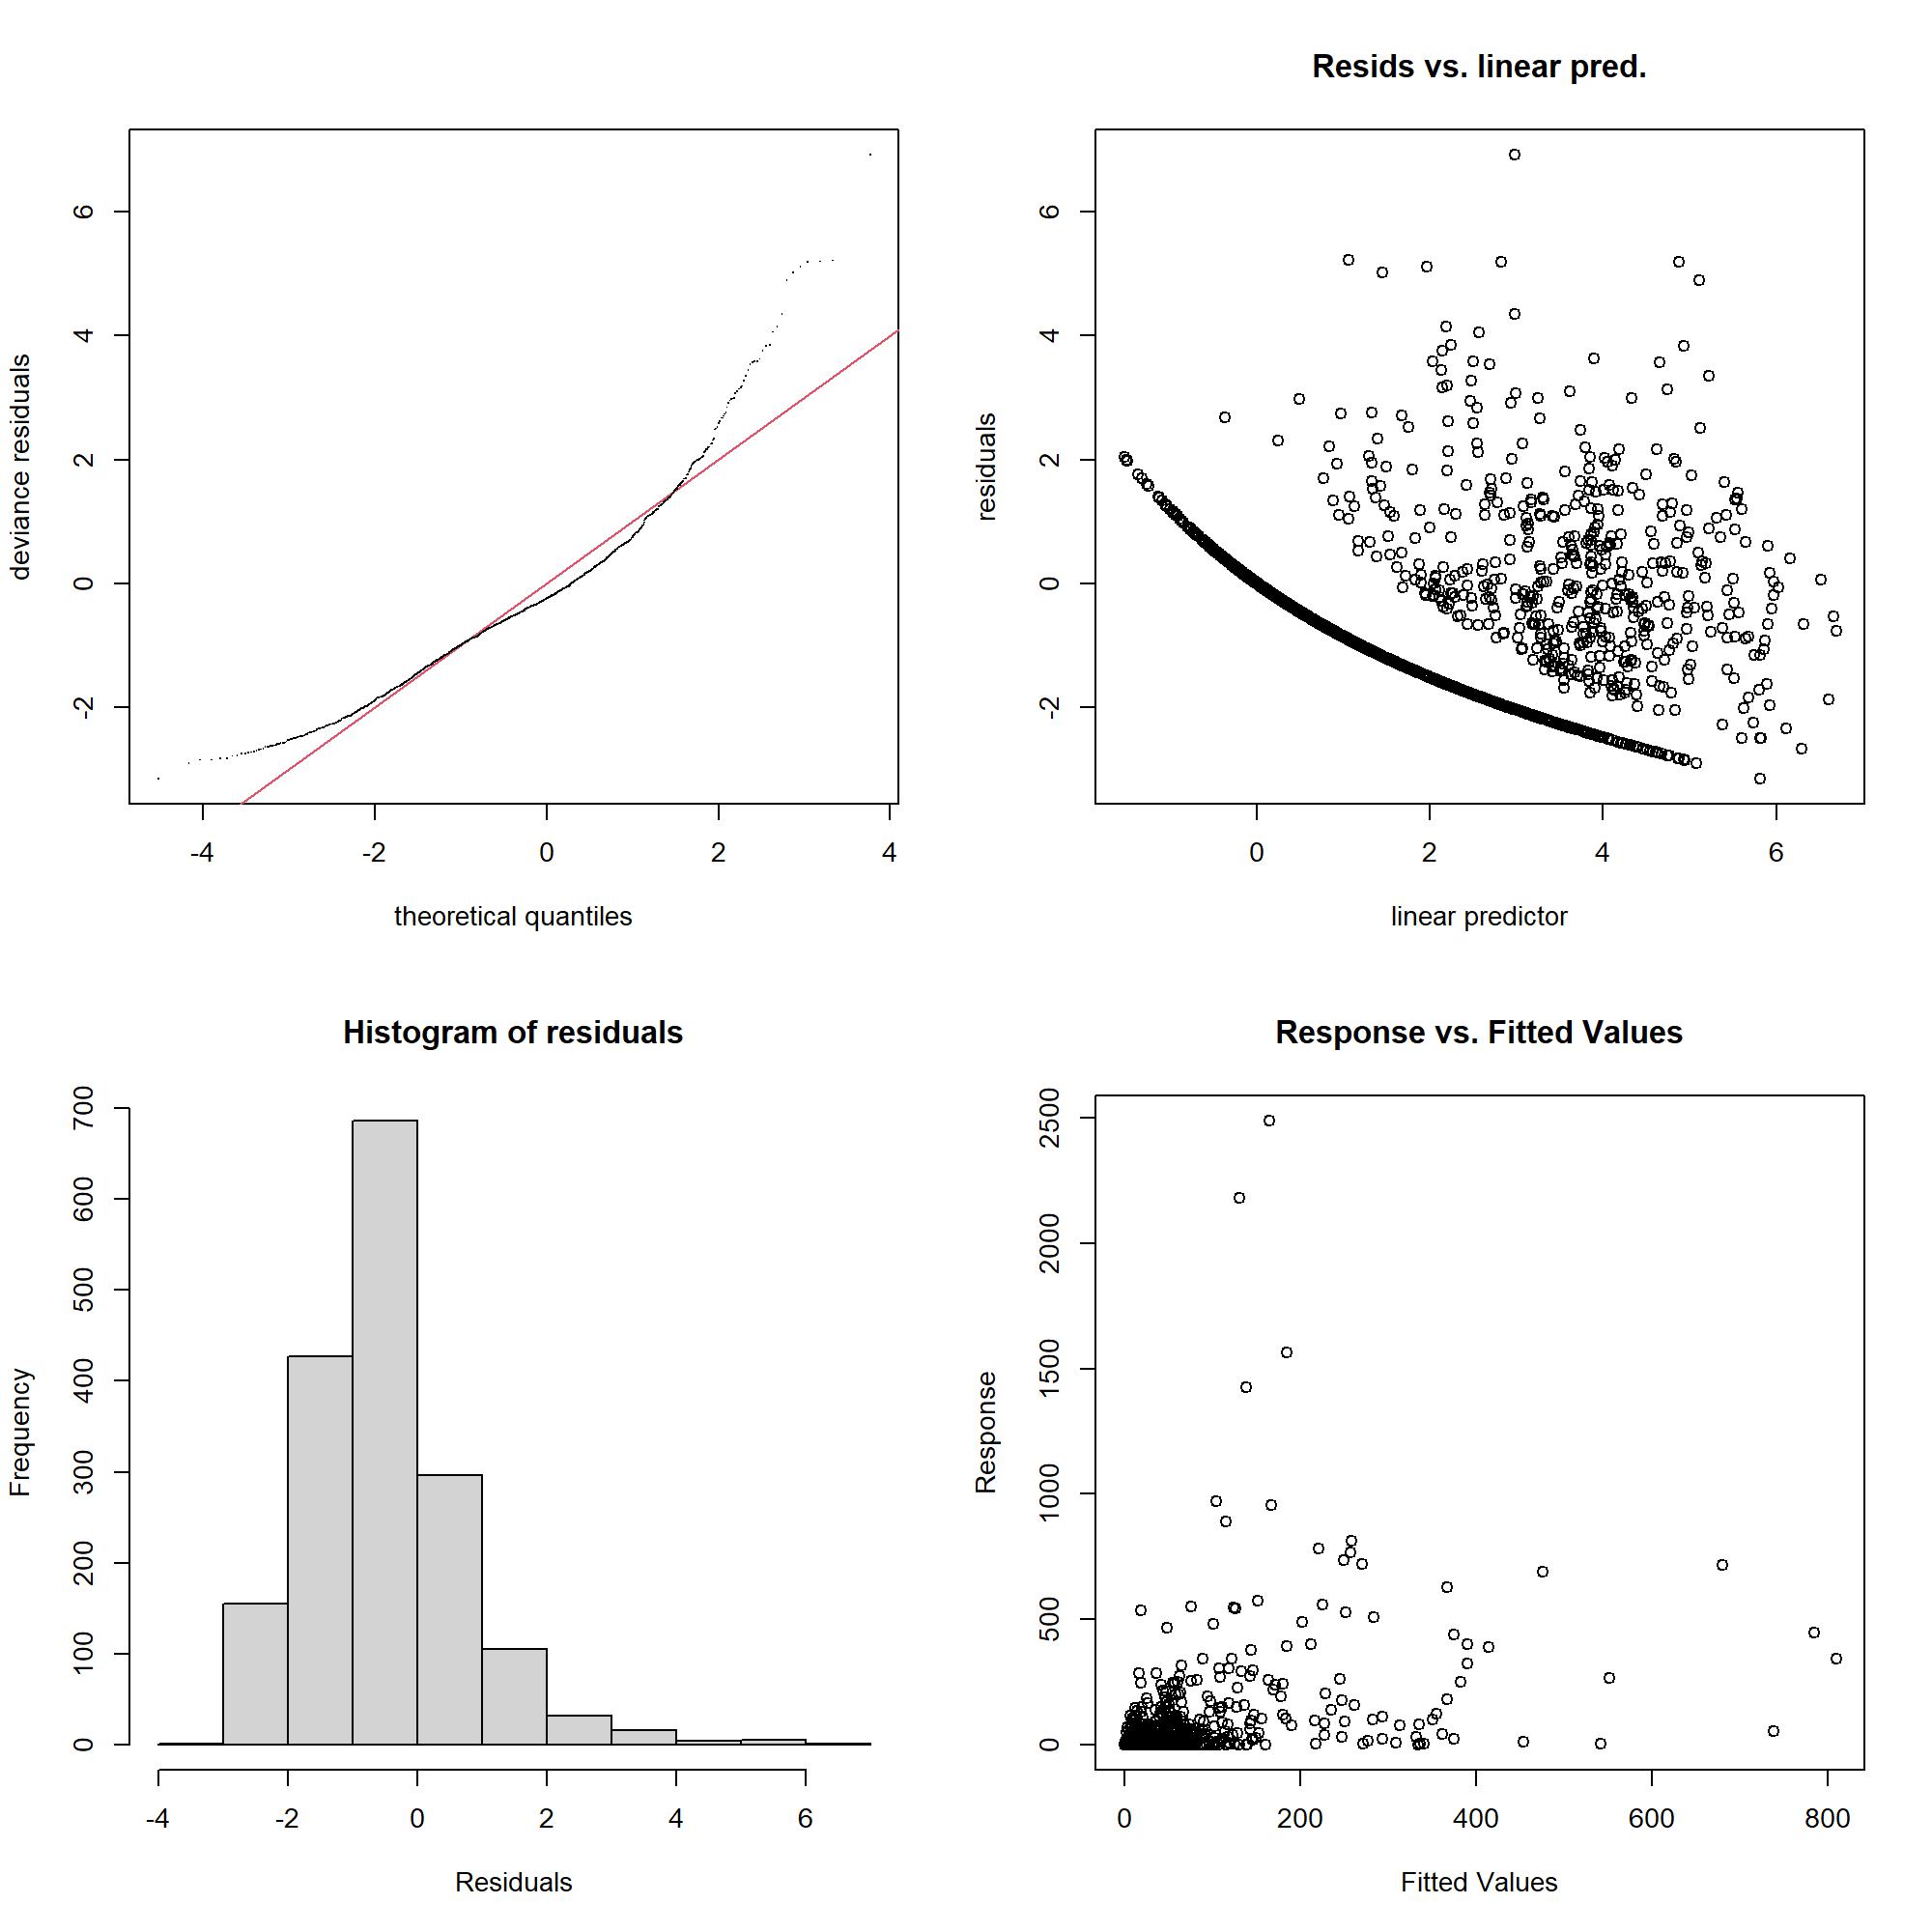 deviance residuals
6
4
2
0
-2
-4 -2 0 2 4
theoretical quantiles
Resids vs. linear pred.
residuals
6
4
2
0
-2
0 2 4 6
linear predictor
Histogram of residuals
Frequency
700
600
500
400
300
200
100
0
-4 -2 0 2 4 6
Residuals
Response vs. Fitted Values
Response
2500
2000
1500
1000
500
0
0 200 400 600 800
Fitted Values